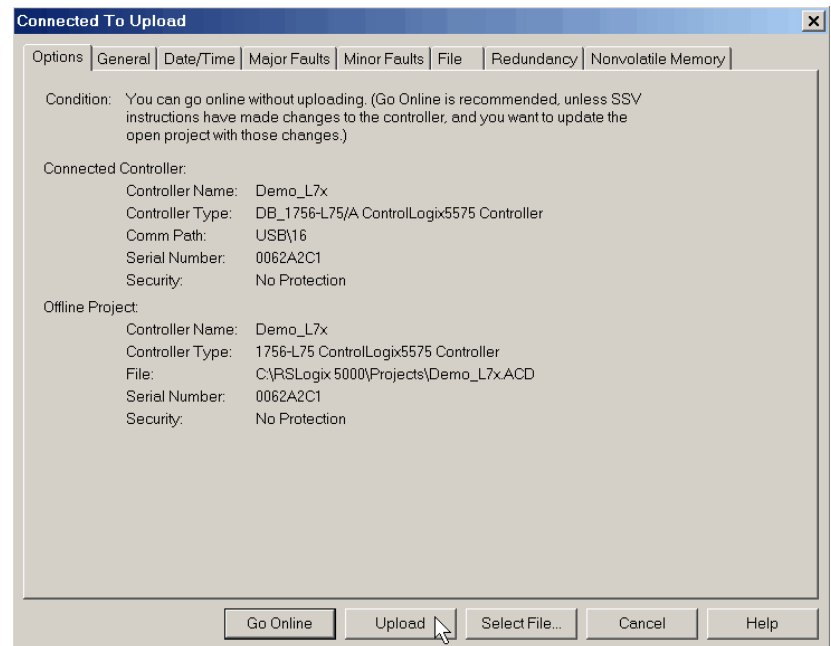 Connected To Upload
Options General Date/Time Major Faults Minor Faults File Redundancy Nonvolatile Memory
Condition: You can go online without uploading. (Go Online is recommended, unless SSV
instructions have made changes to the controller, and you want to update the
open project with those changes.)
Connected Controller:
Controller Name: Demo_L7x
Controller Type: DB_1756-L75/A ControlLogix5575 Controller
Comm Path: USB\16
Serial Number: 0062A2C1
Security: No Protection
Offline Project:
Controller Name: Demo_L7x
Controller Type: 1756-L75 ControlLogix5575 Controller
File: C:\RSLogix 5000\Projects\Demo_L7x.ACD
Serial Number: 0062A2C1
Security: No Protection
Go Online Upload Select File... Cancel Help